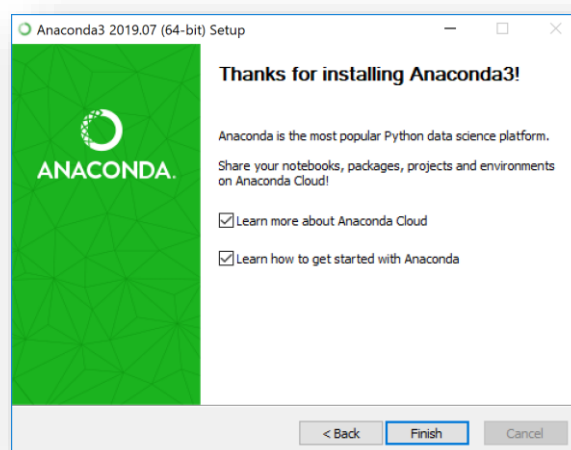 Anaconda3 2019.07 (64-bit) Setup
Thanks for installing Anaconda3!
ANACONDA.
Anaconda is the most popular Python data science platform.
Share your notebooks, packages, projects and environments
on Anaconda Cloud!
Learn more about Anaconda Cloud
Learn how to get started with Anaconda
< Back
Finish
Cancel